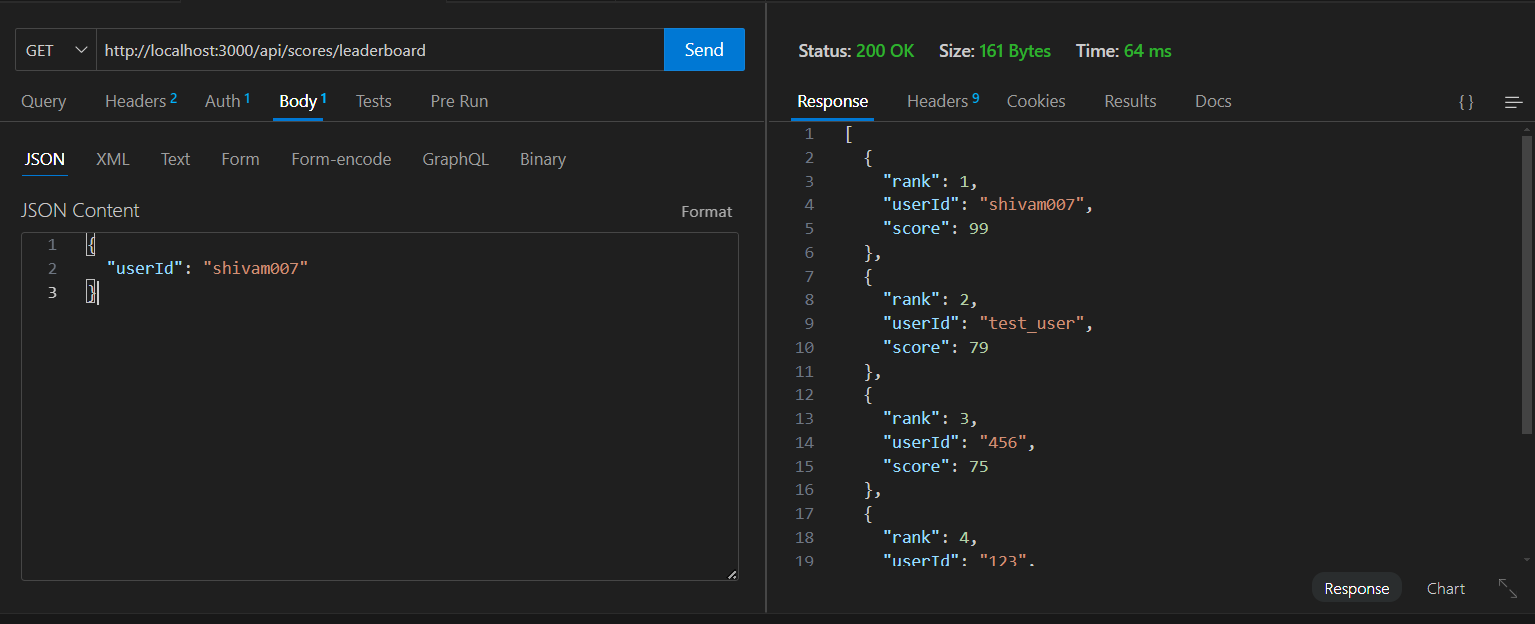 GET http://localhost:3000/api/scores/leaderboard Send
Query Headers 2 Auth 1 Body 1 Tests Pre Run
JSON XML Text Form Form-encode GraphQL Binary
JSON Content Format
1 {
2 "userId": "shivam007"
3 }
Status: 200 OK Size: 161 Bytes Time: 64 ms
Response Headers 9 Cookies Results Docs { }
1 [
2 {
3 "rank": 1,
4 "userId": "shivam007",
5 "score": 99
6 },
7 {
8 "rank": 2,
9 "userId": "test_user",
10 "score": 79
11 },
12 {
13 "rank": 3,
14 "userId": "456",
15 "score": 75
16 },
17 {
18 "rank": 4,
19 "userId": "123",
Response Chart